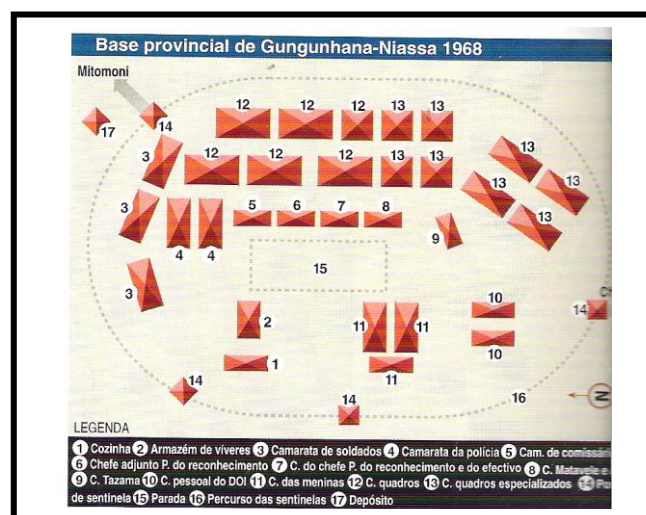 Base provincial de Gungunhana-Niassa 1968
Mitomoni
12 12 12 13 13
17 14
3 12 12 12 13 13 13
13 13
3 5 6 7 8 13
4 4 9
15
3
2 11 11 10 14
10
1 11
14 14 16 N
LEGENDA
1 Cozinha 2 Armazém de víveres 3 Camarata de soldados 4 Camarata da polícia 5 Cam. de
6 Chefe adjunto P. do reconhecimento 7 C. do chefe P. do reconhecimento e do efectivo 8 C. Matavele e
9 C. Tazama 10 C. pessoal do DOI 11 C. das meninas 12 C. quadros 13 C. quadros especializados 14
de sentinela 15 Parada 16 Percurso das sentinelas 17 Depósito